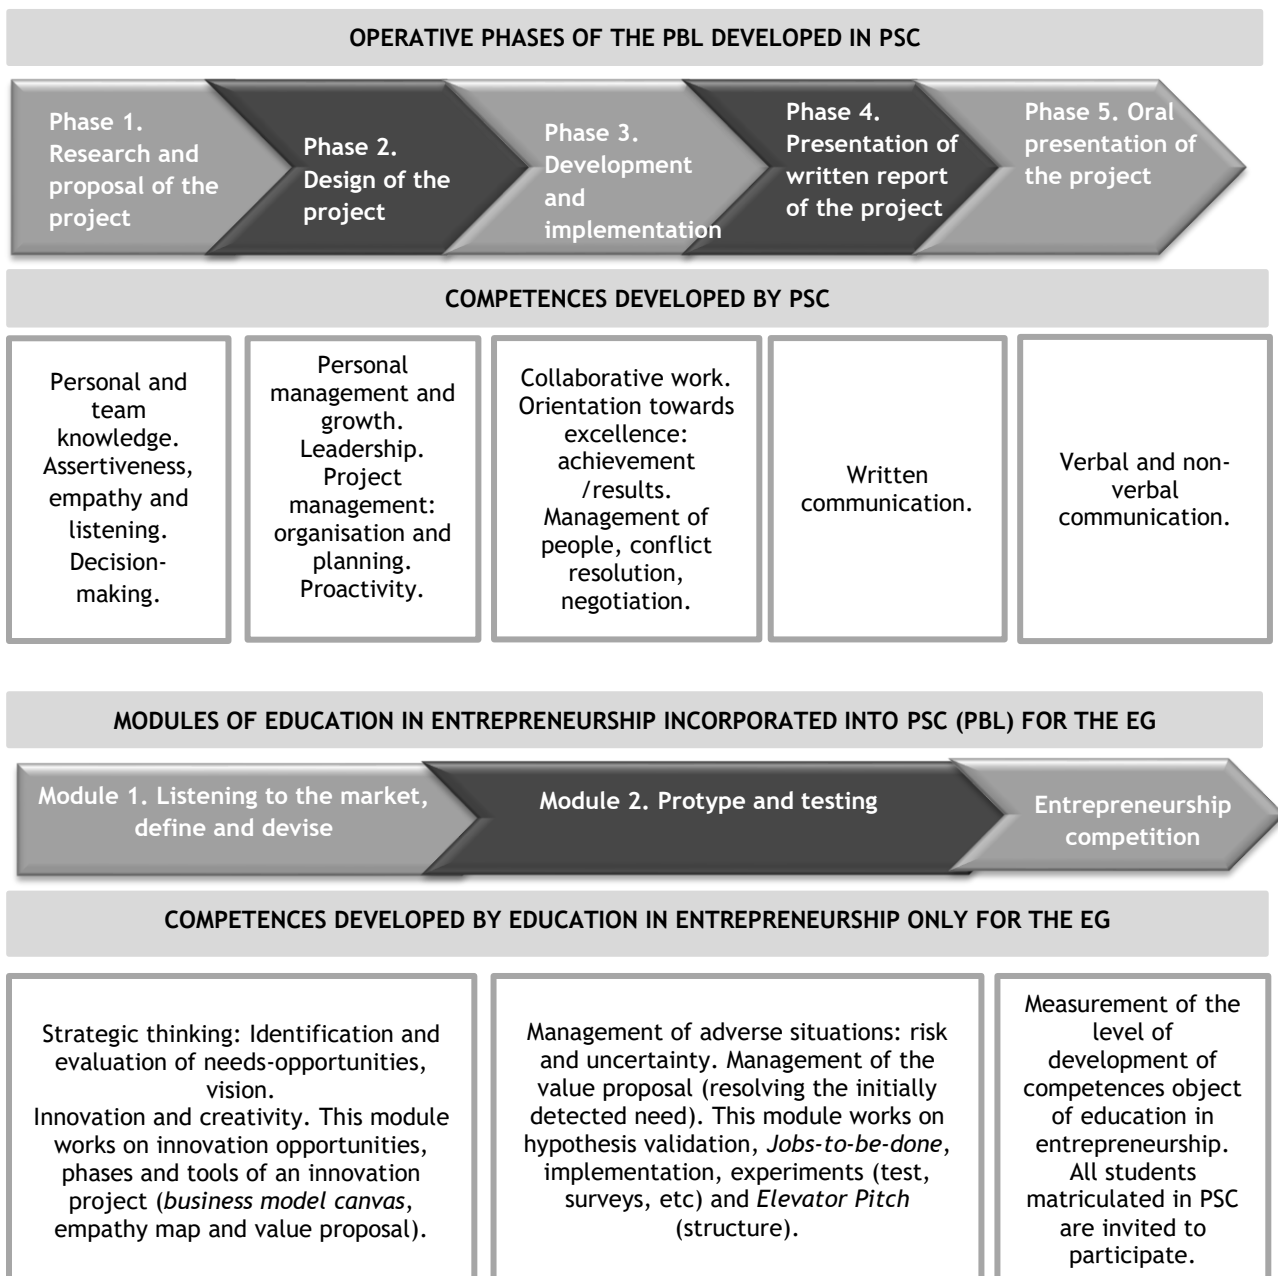 OPERATIVE PHASES OF THE PBL DEVELOPED IN PSC
Phase 1.
Research and
proposal of the
project
Phase 2.
Design of the
project
Phase 3.
Development
and
implementation
Phase 4.
Presentation of
written report
of the project
Phase 5. Oral
presentation of
the project
COMPETENCES DEVELOPED BY PSC
Personal and
team
knowledge.
Assertiveness,
empathy and
listening.
Decision-
making.
Personal
management and
growth.
Leadership.
Project
management:
organisation and
planning.
Proactivity.
Collaborative work.
Orientation towards
excellence:
achievement
/results.
Management of
people, conflict
resolution,
negotiation.
Written
communication.
Verbal and non-
verbal
communication.
MODULES OF EDUCATION IN ENTREPRENEURSHIP INCORPORATED INTO PSC (PBL) FOR THE EG
Module 1. Listening to the market,
define and devise
Module 2. Protype and testing
Entrepreneurship
competition
COMPETENCES DEVELOPED BY EDUCATION IN ENTREPRENEURSHIP ONLY FOR THE EG
Strategic thinking: Identification and
evaluation of needs-opportunities,
vision.
Innovation and creativity. This module
works on innovation opportunities,
phases and tools of an innovation
project (business model canvas,
empathy map and value proposal).
Management of adverse situations: risk
and uncertainty. Management of the
value proposal (resolving the initially
detected need). This module works on
hypothesis validation, Jobs-to-be-done,
implementation, experiments (test,
surveys, etc) and Elevator Pitch
(structure).
Measurement of the
level of
development of
competences object
of education in
entrepreneurship.
All students
matriculated in PSC
are invited to
participate.